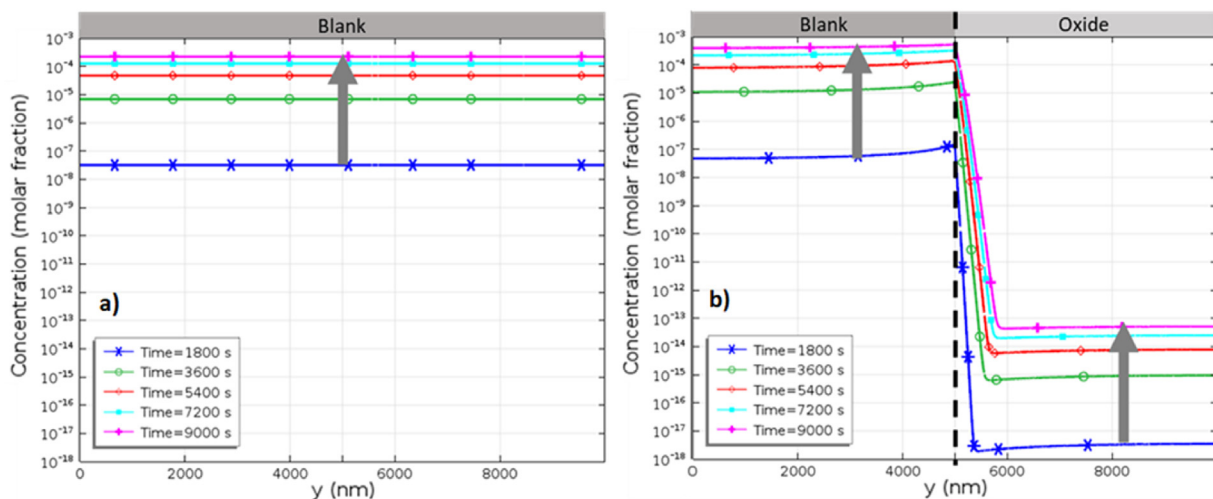 Blank
10⁻³
10⁻⁴
10⁻⁵
10⁻⁶
10⁻⁷
10⁻⁸
10⁻⁹
10⁻¹⁰
10⁻¹¹
10⁻¹²
10⁻¹³
10⁻¹⁴
10⁻¹⁵
10⁻¹⁶
10⁻¹⁷
10⁻¹⁸
Concentration (molar fraction)
a)
Time=1800 s
Time=3600 s
Time=5400 s
Time=7200 s
Time=9000 s
0 2000 4000 6000 8000
y (nm)
Blank Oxide
10⁻³
10⁻⁴
10⁻⁵
10⁻⁶
10⁻⁷
10⁻⁸
10⁻⁹
10⁻¹⁰
10⁻¹¹
10⁻¹²
10⁻¹³
10⁻¹⁴
10⁻¹⁵
10⁻¹⁶
10⁻¹⁷
10⁻¹⁸
Concentration (molar fraction)
b)
Time=1800 s
Time=3600 s
Time=5400 s
Time=7200 s
Time=9000 s
0 2000 4000 6000 8000
y (nm)